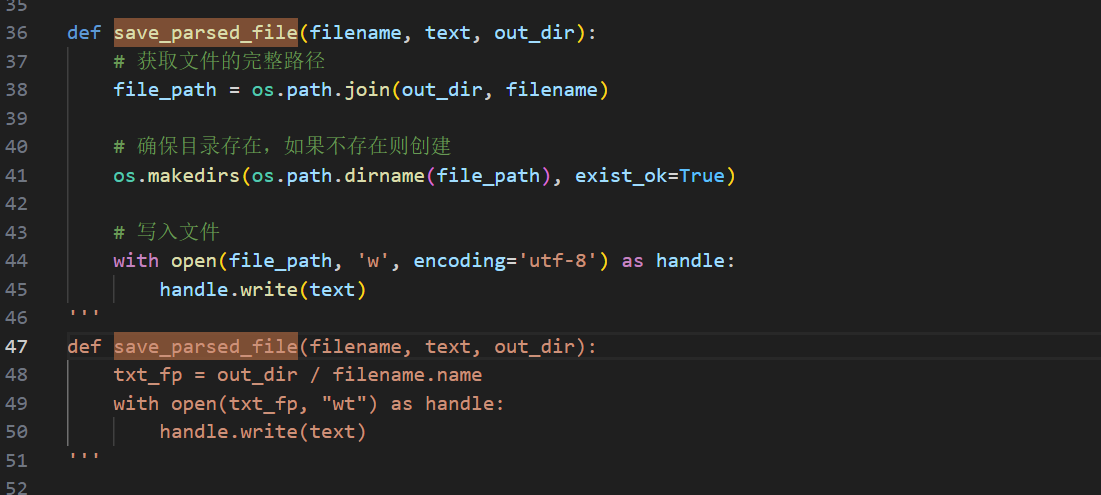 35
36 def save_parsed_file(filename, text, out_dir):
37     # 获取文件的完整路径
38     file_path = os.path.join(out_dir, filename)
39
40     # 确保目录存在，如果不存在则创建
41     os.makedirs(os.path.dirname(file_path), exist_ok=True)
42
43     # 写入文件
44     with open(file_path, 'w', encoding='utf-8') as handle:
45         handle.write(text)
46 '''
47 def save_parsed_file(filename, text, out_dir):
48     txt_fp = out_dir / filename.name
49     with open(txt_fp, "wt") as handle:
50         handle.write(text)
51 '''
52